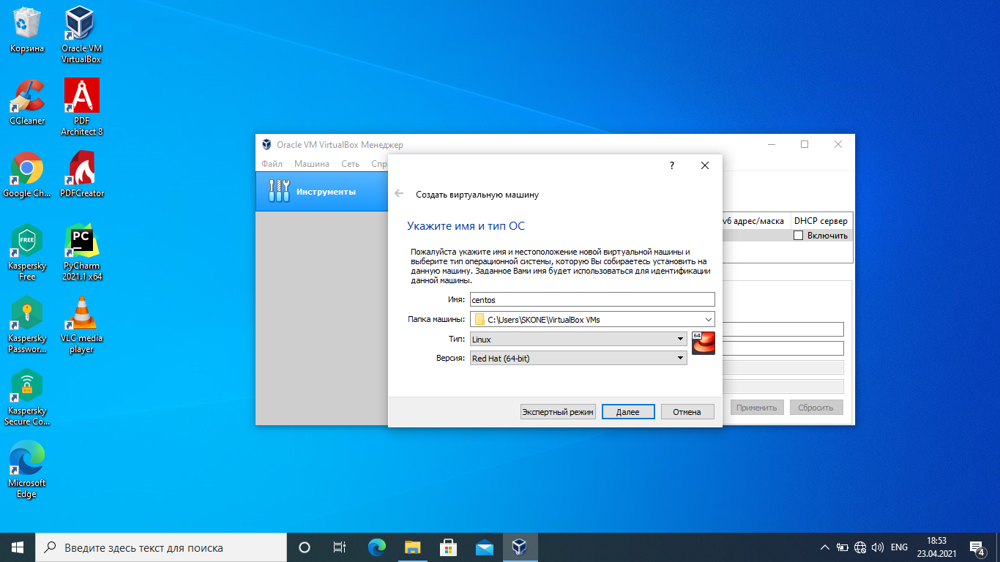 Корзина
Oracle VM
VirtualBox
CCleaner
PDF
Architect 8
Google Ch...
PDFCreator
FREE
Kaspersky
Free
PC
PyCharm
2021.1 x64
Kaspersky
Passwor...
VLC media
player
Kaspersky
Secure Co...
Microsoft
Edge
Oracle VM VirtualBox Менеджер
Файл Машина Сеть Спр
Инструменты
v6 адрес/маска DHCP сервер
Включить
Применить Сбросить
?
Создать виртуальную машину
Укажите имя и тип ОС
Пожалуйста укажите имя и местоположение новой виртуальной машины и
выберите тип операционной системы, которую Вы собираетесь установить на
данную машину. Заданное Вами имя будет использоваться для идентификации
данной машины.
Имя: centos
Папка машины: C:\Users\SKONE\VirtualBox VMs
Тип: Linux
64
Версия: Red Hat (64-bit)
Экспертный режим Далее Отмена
Введите здесь текст для поиска
ENG
18:53
23.04.2021
4